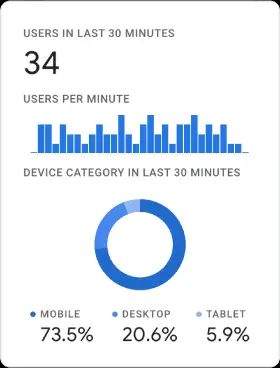 USERS IN LAST 30 MINUTES
34
USERS PER MINUTE
DEVICE CATEGORY IN LAST 30 MINUTES
MOBILE DESKTOP TABLET
73.5% 20.6% 5.9%